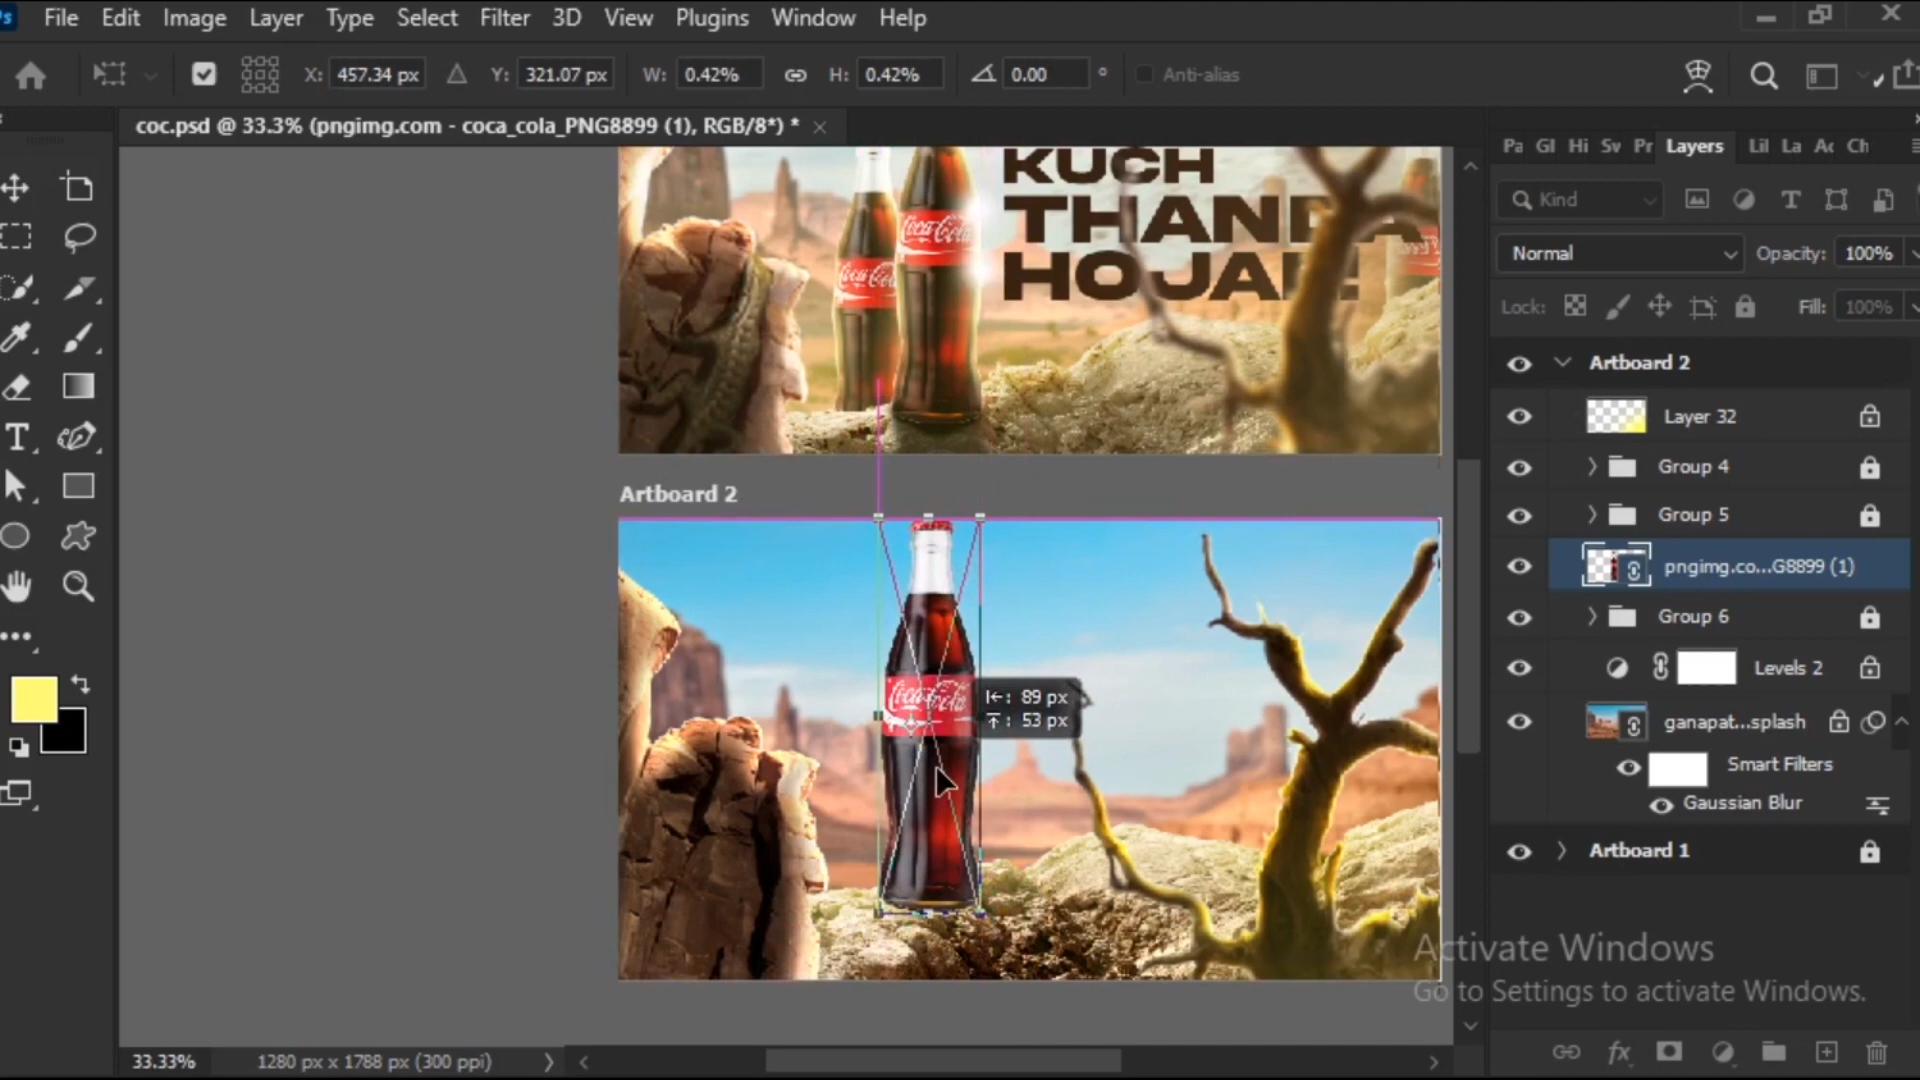 File Edit Image Layer Type Select Filter 3D View Plugins Window Help
X: 457.34 px Y: 321.07 px W: 0.42% H: 0.42% 0.00 ° Anti-alias
coc.psd @ 33.3% (pngimg.com - coca_cola_PNG8899 (1), RGB/8*) * ×
Pa Gl Hi Sv Pr Layers Lil La Ac Ch
Kind
Normal Opacity: 100%
Lock: Fill: 100%
Artboard 2
Layer 32
Group 4
Group 5
pngimg.co...G8899 (1)
Group 6
Levels 2
ganapat...splash
Smart Filters
Gaussian Blur
Artboard 1
KUCH
THANDA
Coca-Cola
Coca-Cola
Artboard 2
Coca-Cola
89 px
53 px
Activate Windows
Go to Settings to activate Windows.
33.33% 1280 px x 1788 px (300 ppi)